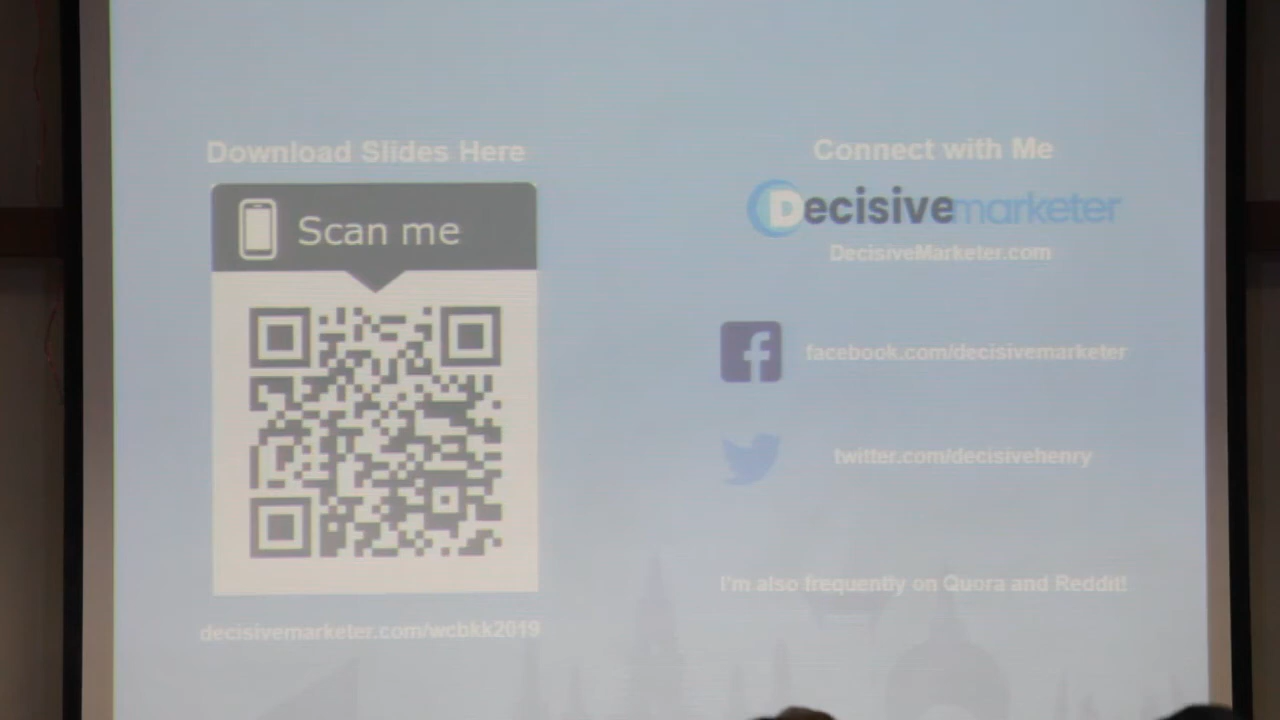 Download Slides Here
Scan me
decisivemarketer.com/wcbkk2019
Connect with Me
Decisivemarketer
DecisiveMarketer.com
facebook.com/decisivemarketer
twitter.com/decisivehenry
I'm also frequently on Quora and Reddit!